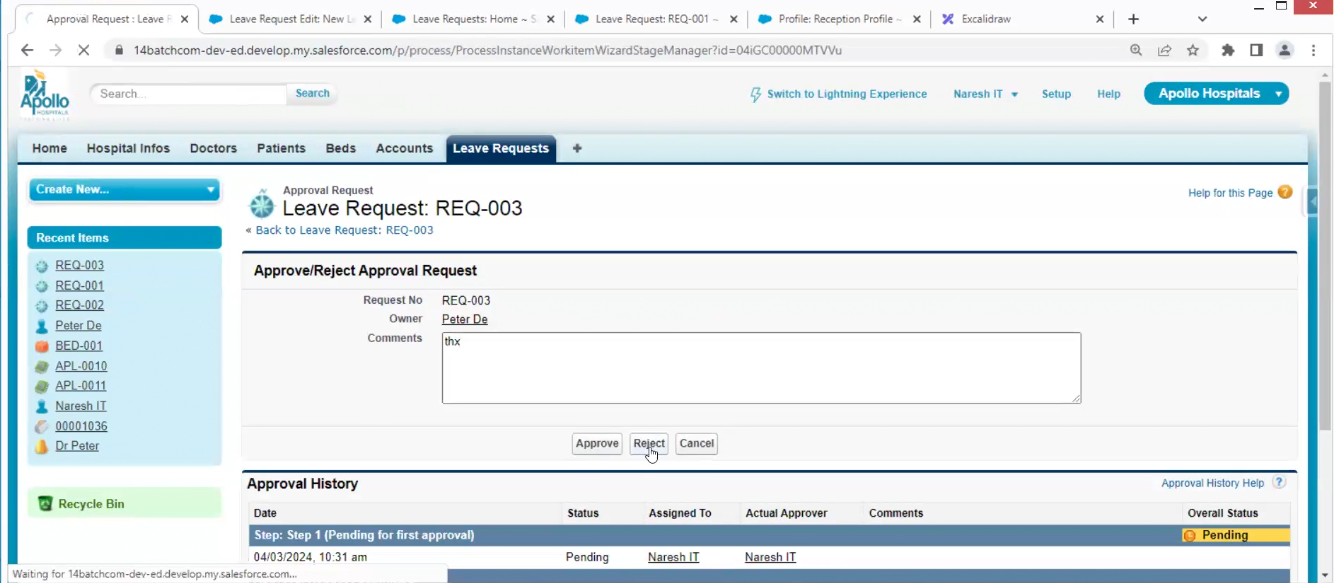 Approval Request : Leave R
Leave Request Edit: New Le
Leave Requests: Home ~ S
Leave Request: REQ-001 ~
Profile: Reception Profile ~
Excalidraw
14batchcom-dev-ed.develop.my.salesforce.com/p/process/ProcessInstanceWorkitemWizardStageManager?id=04iGC00000MTVVu
Apollo
HOSPITALS
Search...
Search
Switch to Lightning Experience
Naresh IT
Setup
Help
Apollo Hospitals
Home
Hospital Infos
Doctors
Patients
Beds
Accounts
Leave Requests
Create New...
Recent Items
REQ-003
REQ-001
REQ-002
Peter De
BED-001
APL-0010
APL-0011
Naresh IT
00001036
Dr Peter
Recycle Bin
Approval Request
Leave Request: REQ-003
« Back to Leave Request: REQ-003
Help for this Page
Approve/Reject Approval Request
Request No REQ-003
Owner Peter De
Comments thx
Approve Reject Cancel
Approval History
Approval History Help
Date Status Assigned To Actual Approver Comments Overall Status
Step: Step 1 (Pending for first approval) Pending
04/03/2024, 10:31 am Pending Naresh IT Naresh IT
Waiting for 14batchcom-dev-ed.develop.my.salesforce.com...